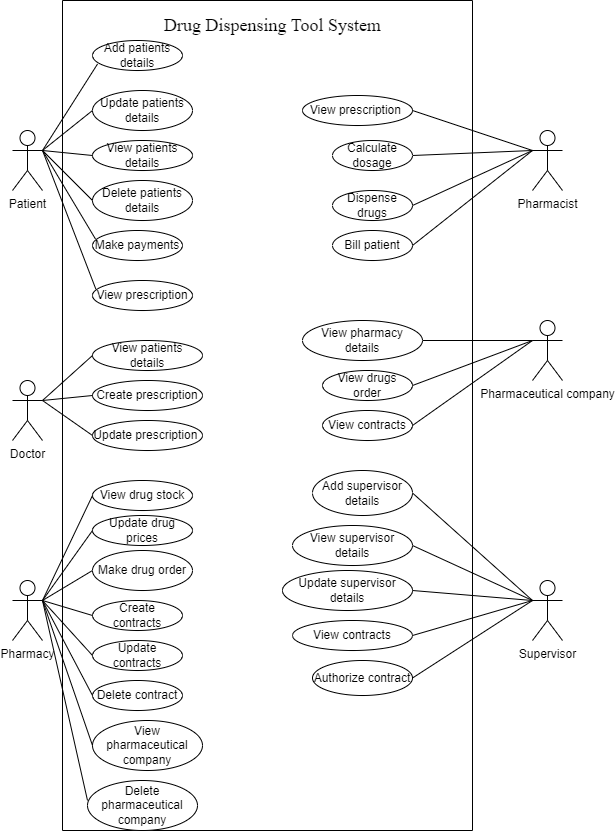 Drug Dispensing Tool System
Add patients
details
Update patients
details
View patients
details
Delete patients
details
Make payments
View prescription
Patient
View patients
details
Create prescription
Update prescription
Doctor
View drug stock
Update drug
prices
Make drug order
Create
contracts
Update
contracts
Delete contract
View
pharmaceutical
company
Delete
pharmaceutical
company
Pharmacy
View prescription
Calculate
dosage
Dispense
drugs
Bill patient
Pharmacist
View pharmacy
details
View drugs
order
View contracts
Pharmaceutical company
Add supervisor
details
View supervisor
details
Update supervisor
details
View contracts
Authorize contract
Supervisor